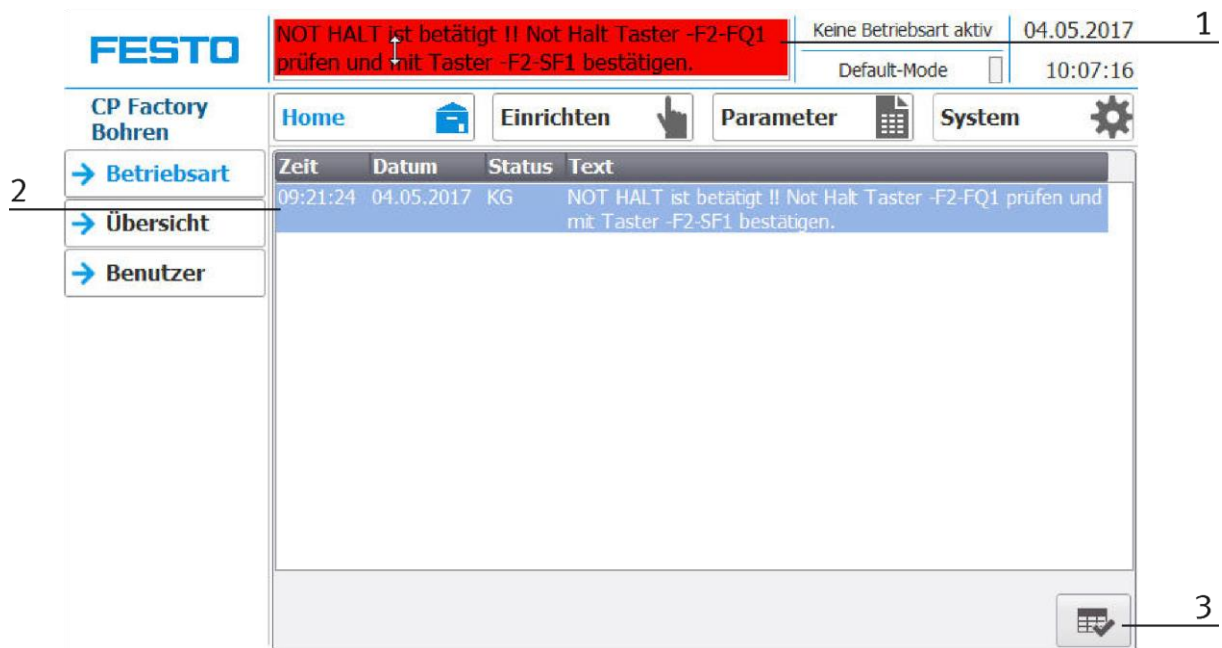 FESTO
NOT HALT ist betätigt !! Not Halt Taster -F2-FQ1
prüfen und mit Taster -F2-SF1 bestätigen.
Keine Betriebsart aktiv
Default-Mode
04.05.2017
10:07:16
1
CP Factory
Bohren
Home
Einrichten
Parameter
System
Betriebsart
Übersicht
Benutzer
2
Zeit Datum Status Text
09:21:24 04.05.2017 KG NOT HALT ist betätigt !! Not Halt Taster -F2-FQ1 prüfen und
mit Taster -F2-SF1 bestätigen.
3